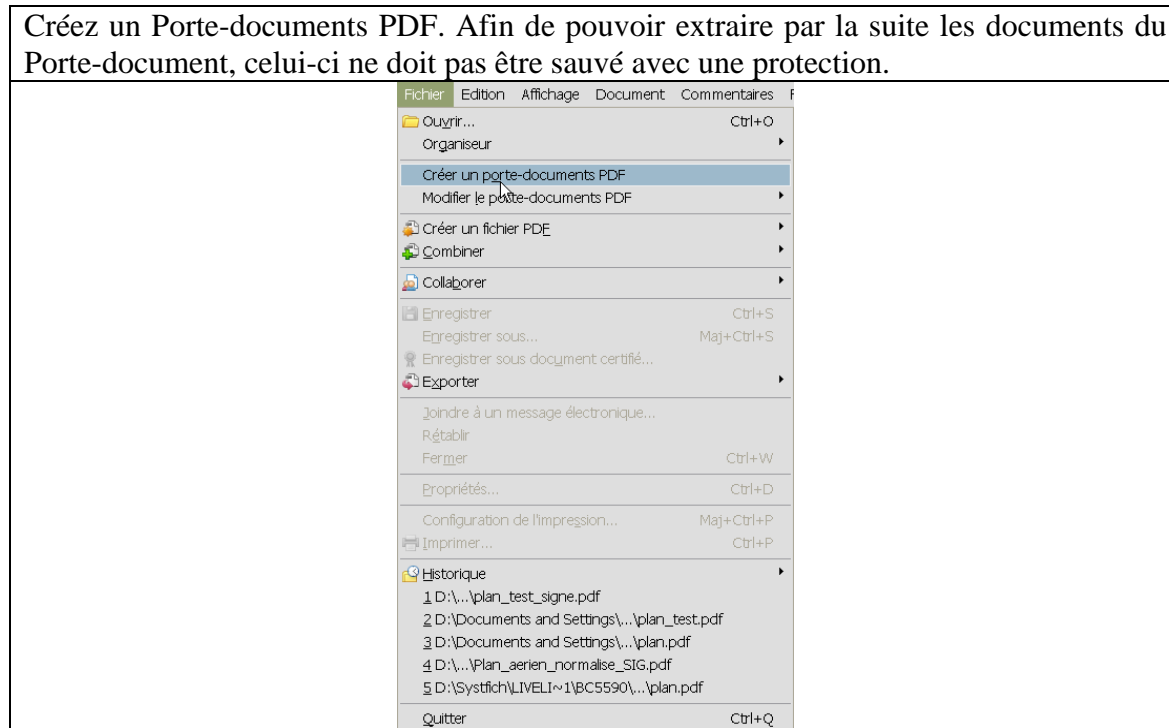 Créez un Porte-documents PDF. Afin de pouvoir extraire par la suite les documents du
Porte-document, celui-ci ne doit pas être sauvé avec une protection.
Fichier Edition Affichage Document Commentaires
Ouvrir... Ctrl+O
Organiseur
Créer un porte-documents PDF
Modifier le porte-documents PDF
Créer un fichier PDF
Combiner
Collaborer
Enregistrer Ctrl+S
Enregistrer sous... Maj+Ctrl+S
Enregistrer sous document certifié...
Exporter
Joindre à un message électronique...
Rétablir
Fermer Ctrl+W
Propriétés... Ctrl+D
Configuration de l'impression... Maj+Ctrl+P
Imprimer... Ctrl+P
Historique
1 D:\...\plan_test_signe.pdf
2 D:\Documents and Settings\...\plan_test.pdf
3 D:\Documents and Settings\...\plan.pdf
4 D:\...\Plan_aerien_normalise_SIG.pdf
5 D:\Systfich\LIVELI~1\BC5590\...\plan.pdf
Quitter Ctrl+Q